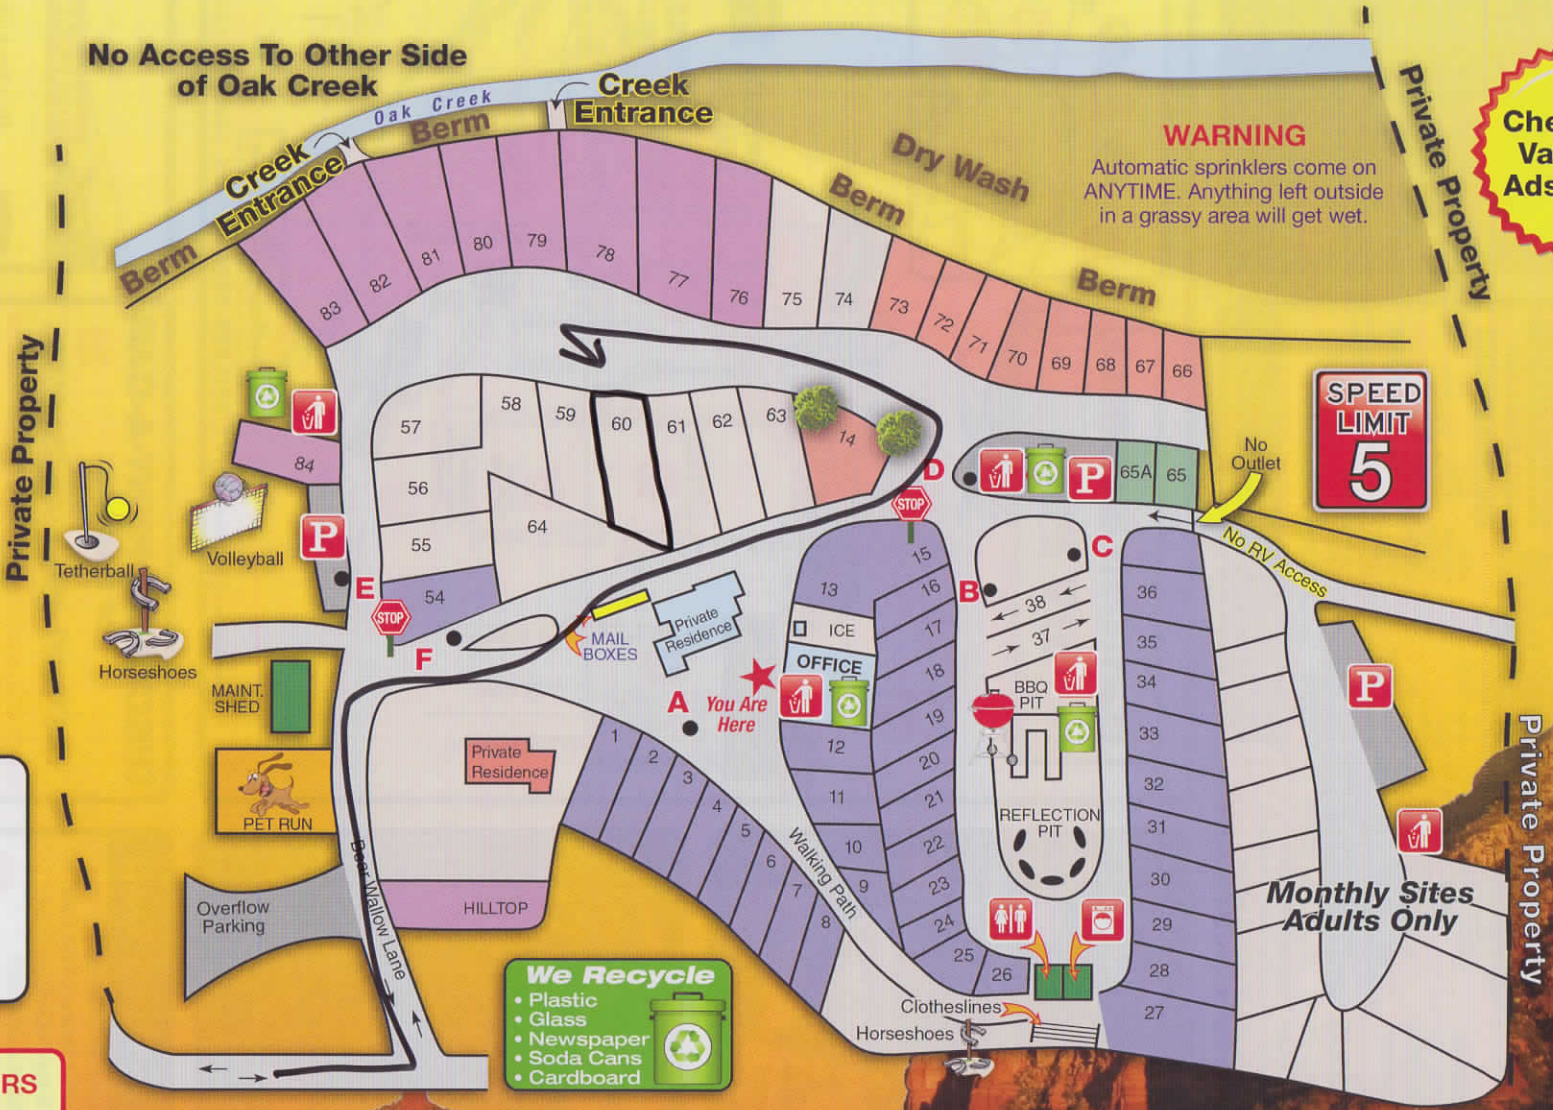 No Access To Other Side
of Oak Creek
Oak Creek
Creek
Entrance
Berm
Creek
Entrance
Berm
Dry Wash
Berm
Berm
WARNING
Automatic sprinklers come on
ANYTIME. Anything left outside
in a grassy area will get wet.
Private Property
Private Property
Che
Va
Ads
83
82
81
80
79
78
77
76
75
74
73
72
71
70
69
68
67
66
SPEED
LIMIT
5
57
58
59
60
61
62
63
14
56
55
54
64
84
P
Volleyball
Tetherball
Horseshoes
E
STOP
F
D
STOP
P
65A
65
No
Outlet
No RV Access
C
B
38
37
13
15
16
17
18
19
20
21
22
23
24
25
26
ICE
OFFICE
12
11
10
9
MAIL
BOXES
Private
Residence
A
You Are
Here
MAINT.
SHED
PET RUN
Private
Residence
HILLTOP
1
2
3
4
5
6
7
8
Walking Path
BBQ
PIT
REFLECTION
PIT
36
35
34
33
32
31
30
29
28
27
P
Monthly Sites
Adults Only
Private Property
Overflow
Parking
Bear Wallow Lane
We Recycle
• Plastic
• Glass
• Newspaper
• Soda Cans
• Cardboard
Clotheslines
Horseshoes
RS